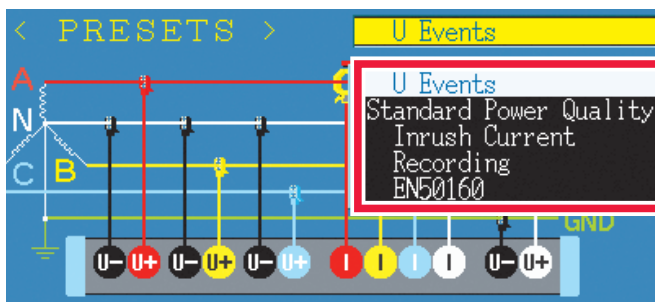 < PRESETS > U Events
U Events
Standard Power Quality
Inrush Current
Recording
EN50160
A
N
C B
GND
U- U+ U- U+ U- U+ I I I I U- U+